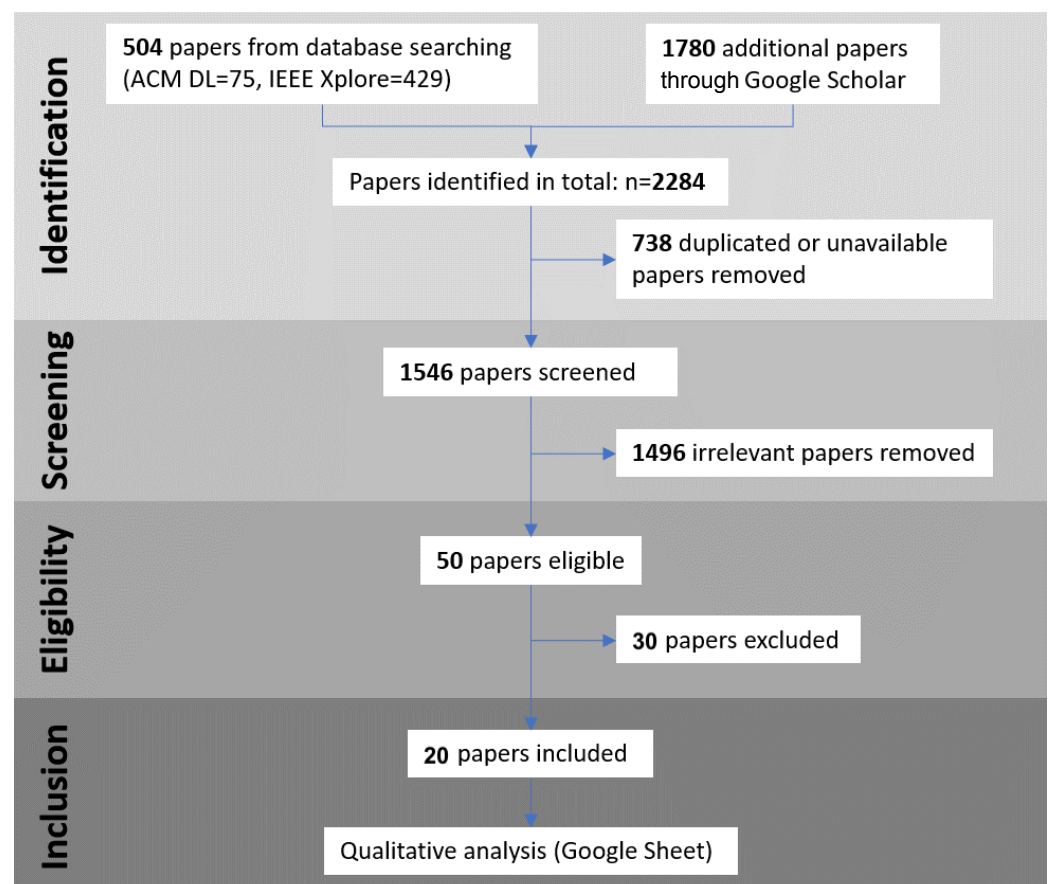 Identification
504 papers from database searching
(ACM DL=75, IEEE Xplore=429)
1780 additional papers
through Google Scholar
Papers identified in total: n=2284
738 duplicated or unavailable
papers removed
Screening
1546 papers screened
1496 irrelevant papers removed
Eligibility
50 papers eligible
30 papers excluded
Inclusion
20 papers included
Qualitative analysis (Google Sheet)